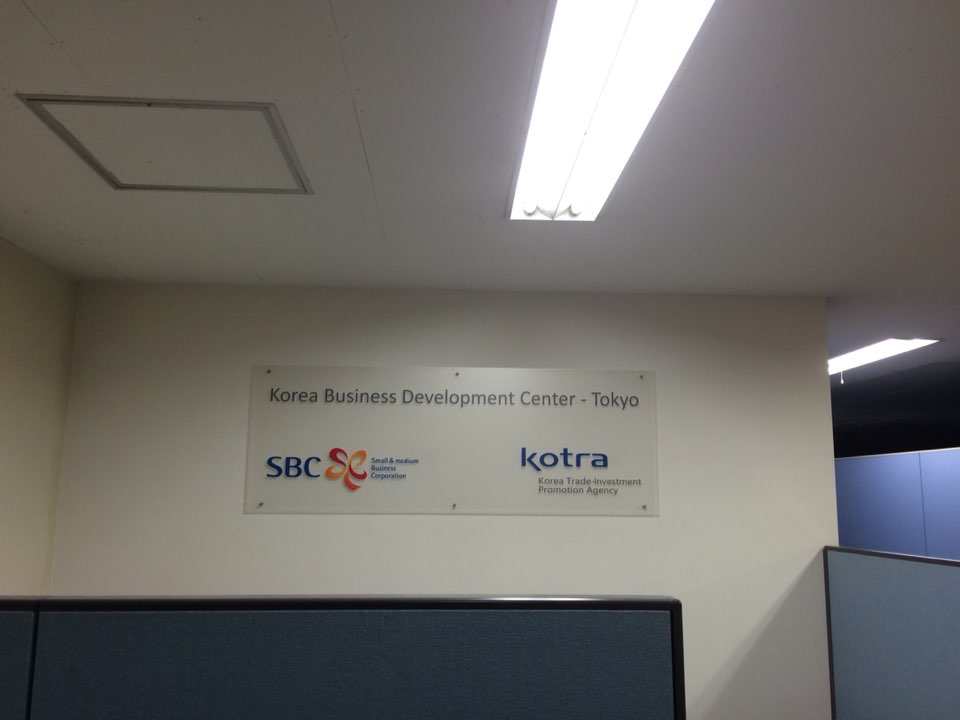 Korea Business Development Center - Tokyo
SBC
Small & medium
Business
Corporation
kotra
Korea Trade-Investment
Promotion Agency